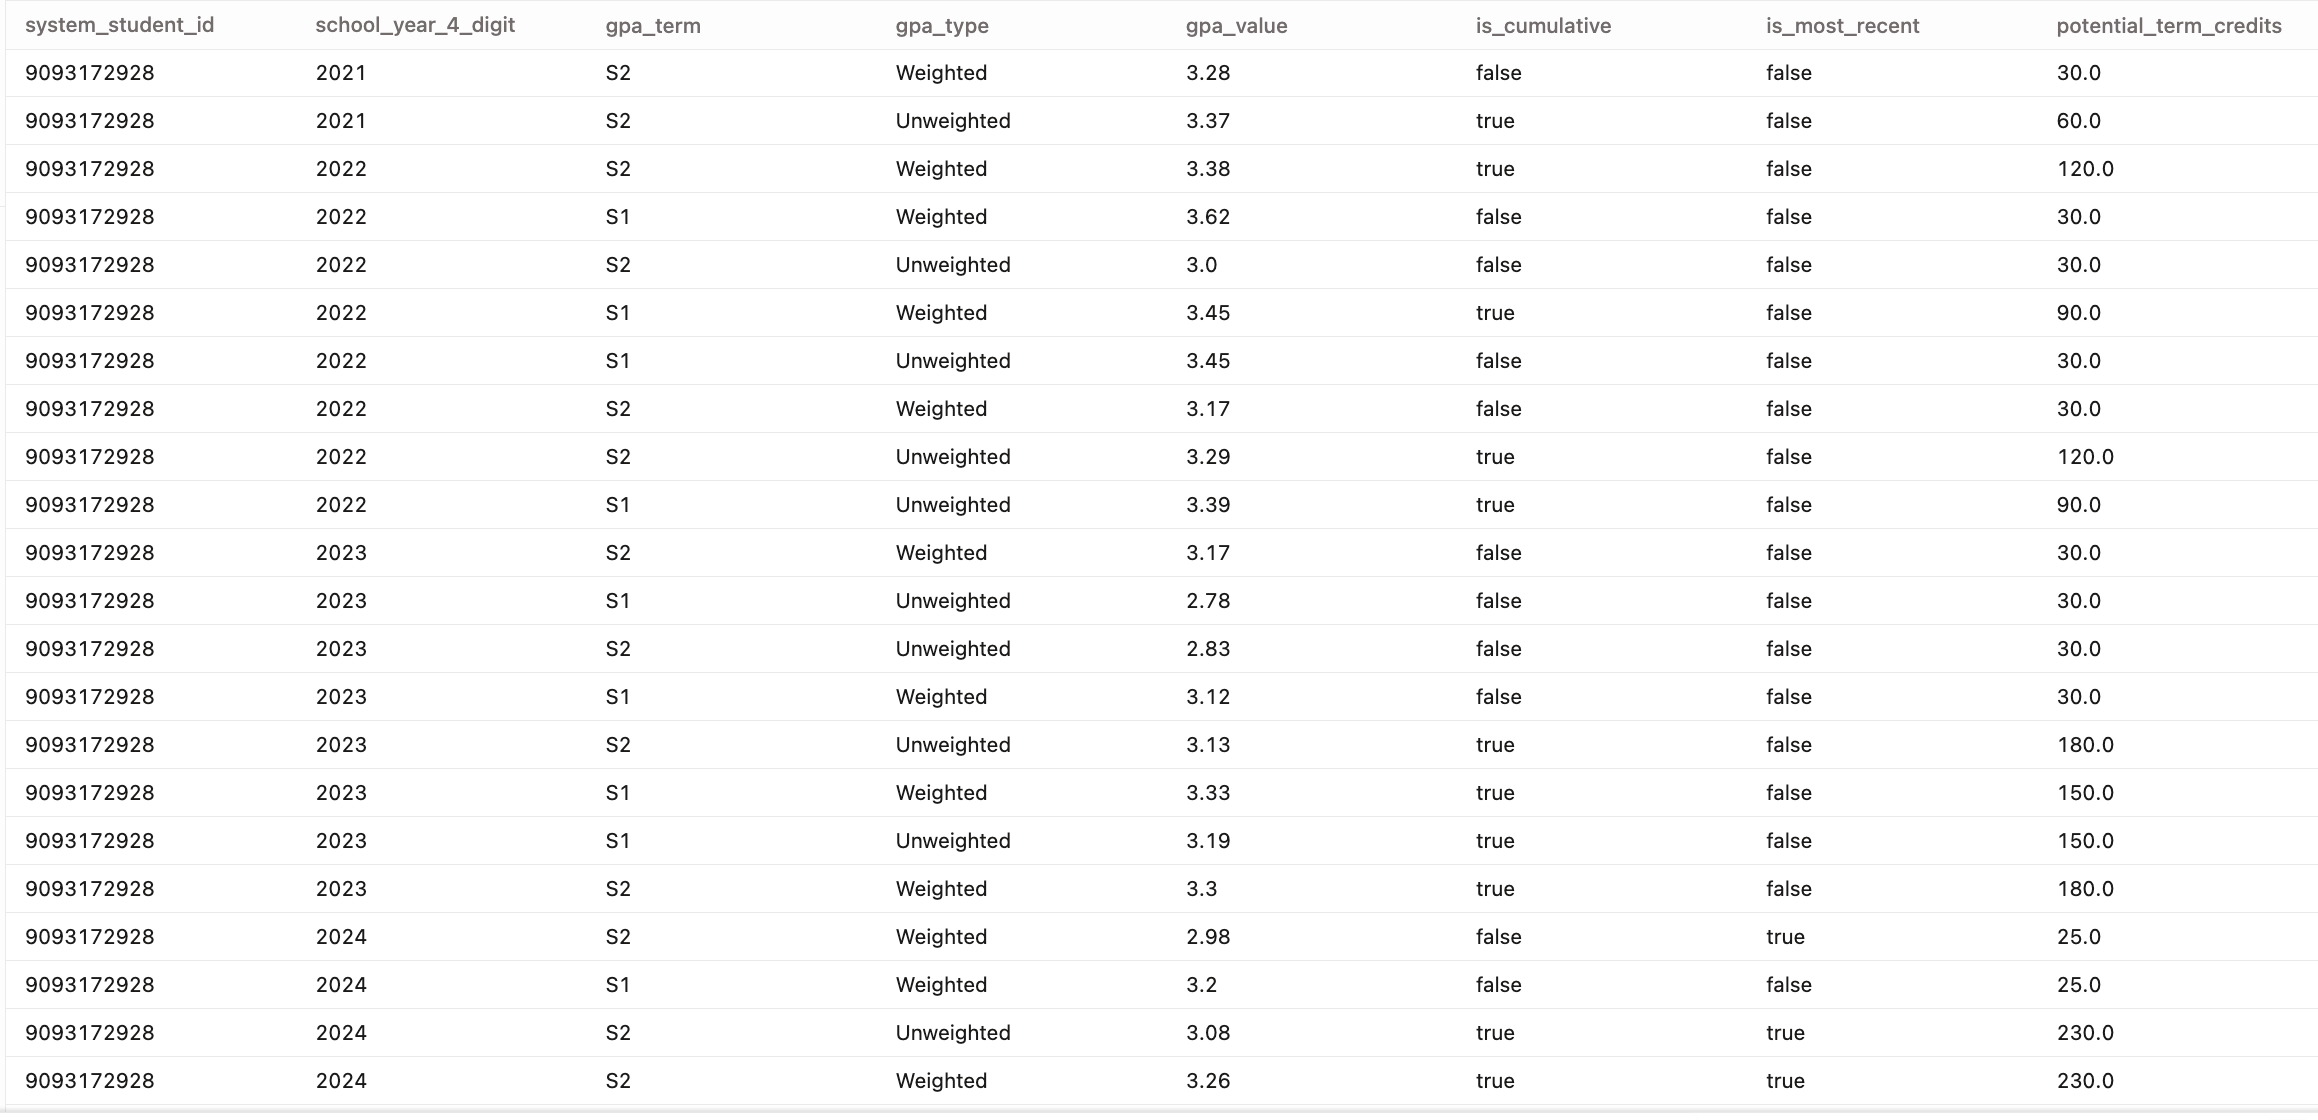 system_student_id school_year_4_digit gpa_term gpa_type gpa_value is_cumulative is_most_recent potential_term_credits
9093172928 2021 S2 Weighted 3.28 false false 30.0
9093172928 2021 S2 Unweighted 3.37 true false 60.0
9093172928 2022 S2 Weighted 3.38 true false 120.0
9093172928 2022 S1 Weighted 3.62 false false 30.0
9093172928 2022 S2 Unweighted 3.0 false false 30.0
9093172928 2022 S1 Weighted 3.45 true false 90.0
9093172928 2022 S1 Unweighted 3.45 false false 30.0
9093172928 2022 S2 Weighted 3.17 false false 30.0
9093172928 2022 S2 Unweighted 3.29 true false 120.0
9093172928 2022 S1 Unweighted 3.39 true false 90.0
9093172928 2023 S2 Weighted 3.17 false false 30.0
9093172928 2023 S1 Unweighted 2.78 false false 30.0
9093172928 2023 S2 Unweighted 2.83 false false 30.0
9093172928 2023 S1 Weighted 3.12 false false 30.0
9093172928 2023 S2 Unweighted 3.13 true false 180.0
9093172928 2023 S1 Weighted 3.33 true false 150.0
9093172928 2023 S1 Unweighted 3.19 true false 150.0
9093172928 2023 S2 Weighted 3.3 true false 180.0
9093172928 2024 S2 Weighted 2.98 false true 25.0
9093172928 2024 S1 Weighted 3.2 false false 25.0
9093172928 2024 S2 Unweighted 3.08 true true 230.0
9093172928 2024 S2 Weighted 3.26 true true 230.0